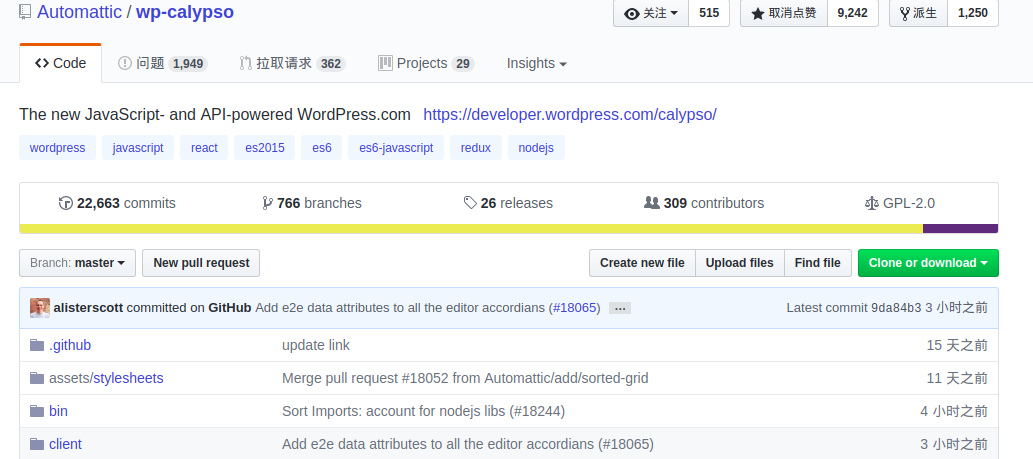 Automattic / wp-calypso 关注 515 取消点赞 9,242 派生 1,250
Code 问题 1,949 拉取请求 362 Projects 29 Insights
The new JavaScript- and API-powered WordPress.com https://developer.wordpress.com/calypso/
wordpress javascript react es2015 es6 es6-javascript redux nodejs
22,663 commits 766 branches 26 releases 309 contributors GPL-2.0
Branch: master New pull request Create new file Upload files Find file Clone or download
alisterscott committed on GitHub Add e2e data attributes to all the editor accordians (#18065) ... Latest commit 9da84b3 3 小时之前
.github update link 15 天之前
assets/stylesheets Merge pull request #18052 from Automattic/add/sorted-grid 11 天之前
bin Sort Imports: account for nodejs libs (#18244) 4 小时之前
client Add e2e data attributes to all the editor accordians (#18065) 3 小时之前